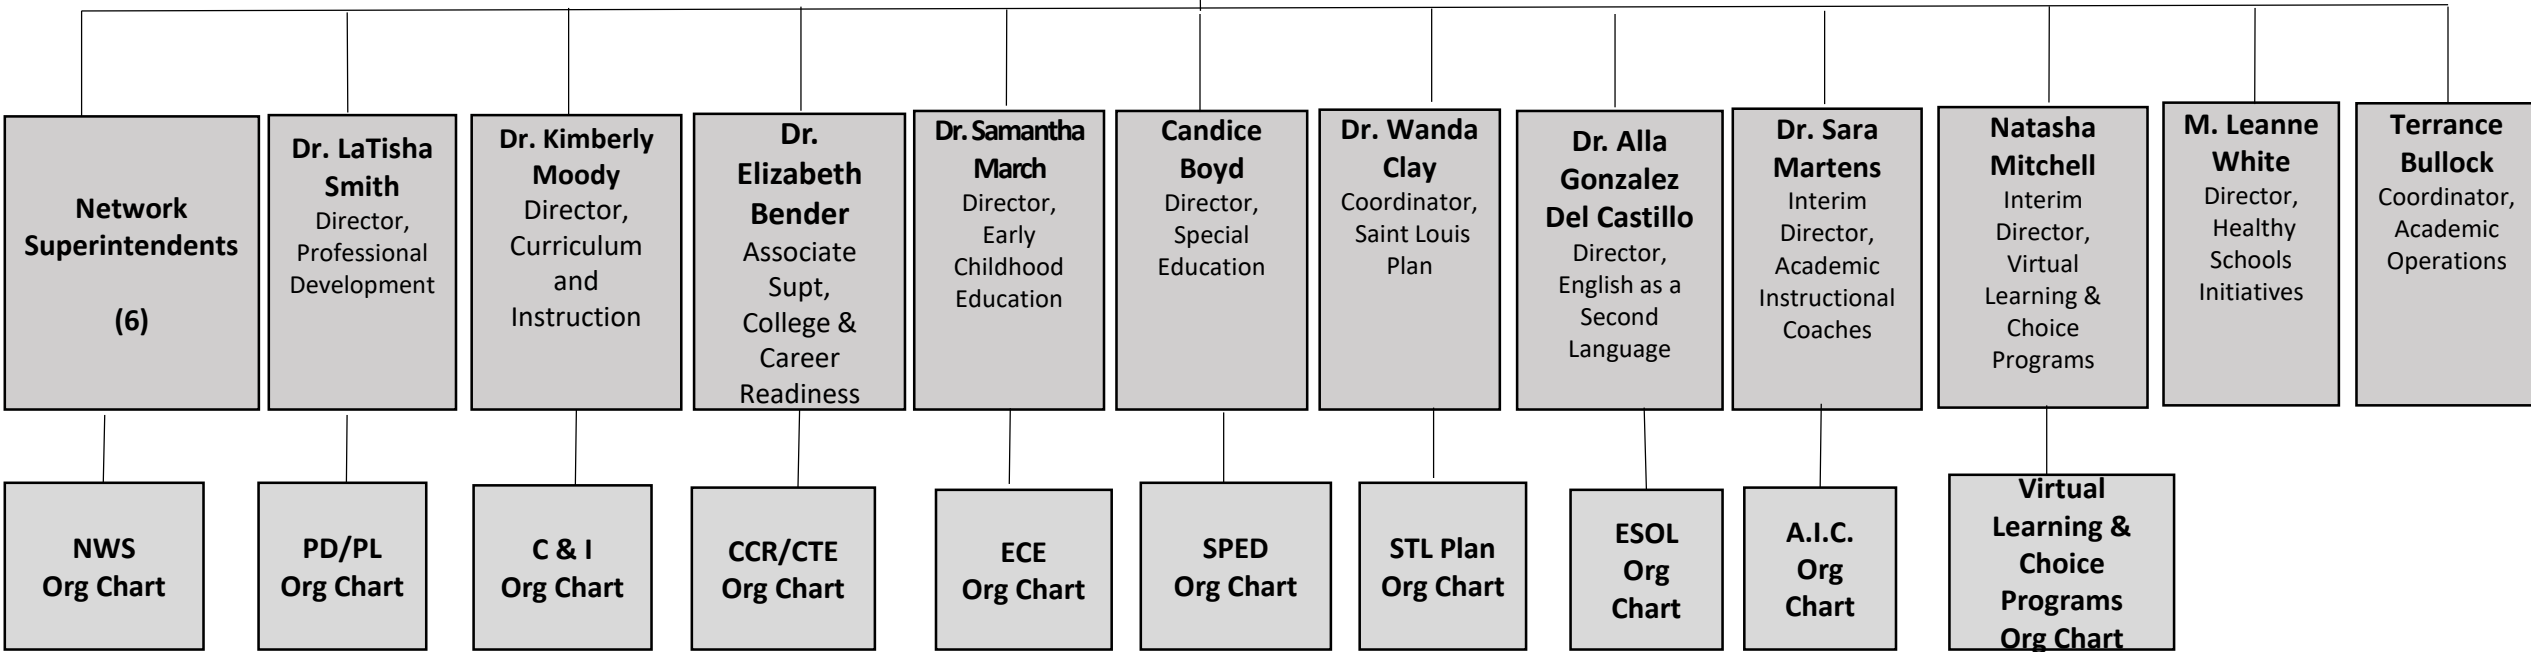 Network
Superintendents
(6)
Dr. LaTisha
Smith
Director,
Professional
Development
Dr. Kimberly
Moody
Director,
Curriculum
and
Instruction
Dr.
Elizabeth
Bender
Associate
Supt,
College &
Career
Readiness
Dr. Samantha
March
Director,
Early
Childhood
Education
Candice
Boyd
Director,
Special
Education
Dr. Wanda
Clay
Coordinator,
Saint Louis
Plan
Dr. Alla
Gonzalez
Del Castillo
Director,
English as a
Second
Language
Dr. Sara
Martens
Interim
Director,
Academic
Instructional
Coaches
Natasha
Mitchell
Interim
Director,
Virtual
Learning &
Choice
Programs
M. Leanne
White
Director,
Healthy
Schools
Initiatives
Terrance
Bullock
Coordinator,
Academic
Operations
NWS
Org Chart
PD/PL
Org Chart
C & I
Org Chart
CCR/CTE
Org Chart
ECE
Org Chart
SPED
Org Chart
STL Plan
Org Chart
ESOL
Org
Chart
A.I.C.
Org
Chart
Virtual
Learning &
Choice
Programs
Org Chart